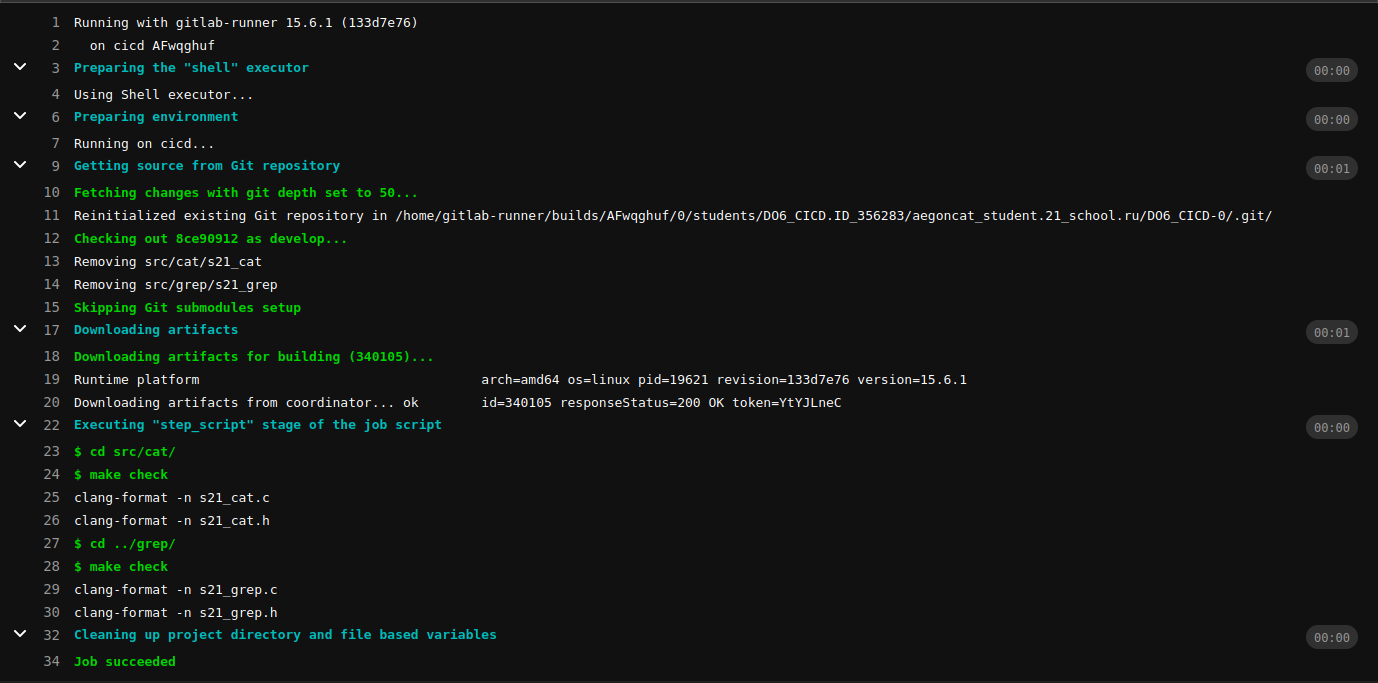 1 Running with gitlab-runner 15.6.1 (133d7e76)
2 on cicd AFwqghuf
3 Preparing the "shell" executor 00:00
4 Using Shell executor...
6 Preparing environment 00:00
7 Running on cicd...
9 Getting source from Git repository 00:01
10 Fetching changes with git depth set to 50...
11 Reinitialized existing Git repository in /home/gitlab-runner/builds/AFwqghuf/0/students/DO6_CICD.ID_356283/aegoncat_student.21_school.ru/DO6_CICD-0/.git/
12 Checking out 8ce90912 as develop...
13 Removing src/cat/s21_cat
14 Removing src/grep/s21_grep
15 Skipping Git submodules setup
17 Downloading artifacts 00:01
18 Downloading artifacts for building (340105)...
19 Runtime platform arch=amd64 os=linux pid=19621 revision=133d7e76 version=15.6.1
20 Downloading artifacts from coordinator... ok id=340105 responseStatus=200 OK token=YtYJLneC
22 Executing "step_script" stage of the job script 00:00
23 $ cd src/cat/
24 $ make check
25 clang-format -n s21_cat.c
26 clang-format -n s21_cat.h
27 $ cd ../grep/
28 $ make check
29 clang-format -n s21_grep.c
30 clang-format -n s21_grep.h
32 Cleaning up project directory and file based variables 00:00
34 Job succeeded